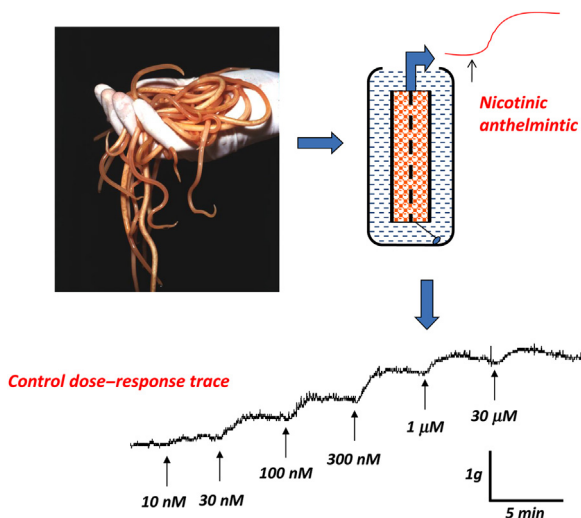 Nicotinic
anthelmintic
Control dose–response trace
10 nM
30 nM
100 nM
300 nM
1 μM
30 μM
1g
5 min